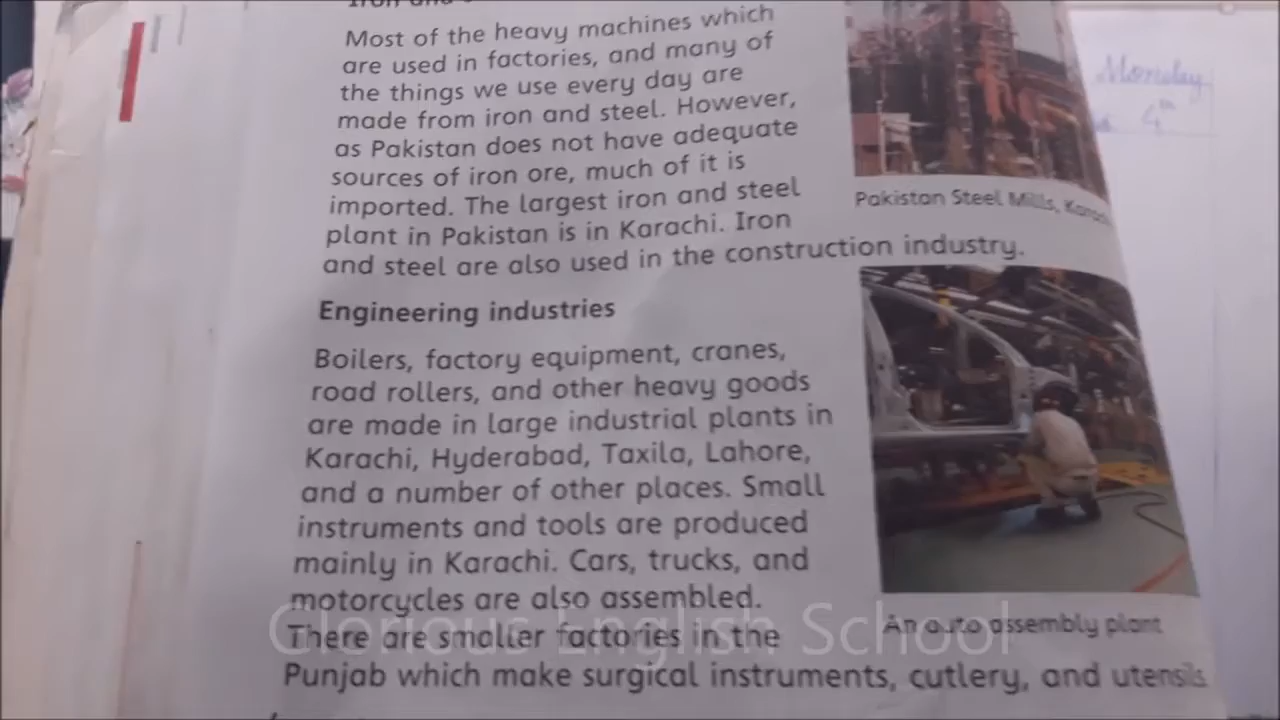 Most of the heavy machines which
are used in factories, and many of
the things we use every day are
made from iron and steel. However,
as Pakistan does not have adequate
sources of iron ore, much of it is
imported. The largest iron and steel
plant in Pakistan is in Karachi. Iron
and steel are also used in the construction industry.
Pakistan Steel Mills, Karachi
Engineering industries
Boilers, factory equipment, cranes,
road rollers, and other heavy goods
are made in large industrial plants in
Karachi, Hyderabad, Taxila, Lahore,
and a number of other places. Small
instruments and tools are produced
mainly in Karachi. Cars, trucks, and
motorcycles are also assembled.
There are smaller factories in the
Punjab which make surgical instruments, cutlery, and utensils
An auto assembly plant
Glorious English School
Monday
4th